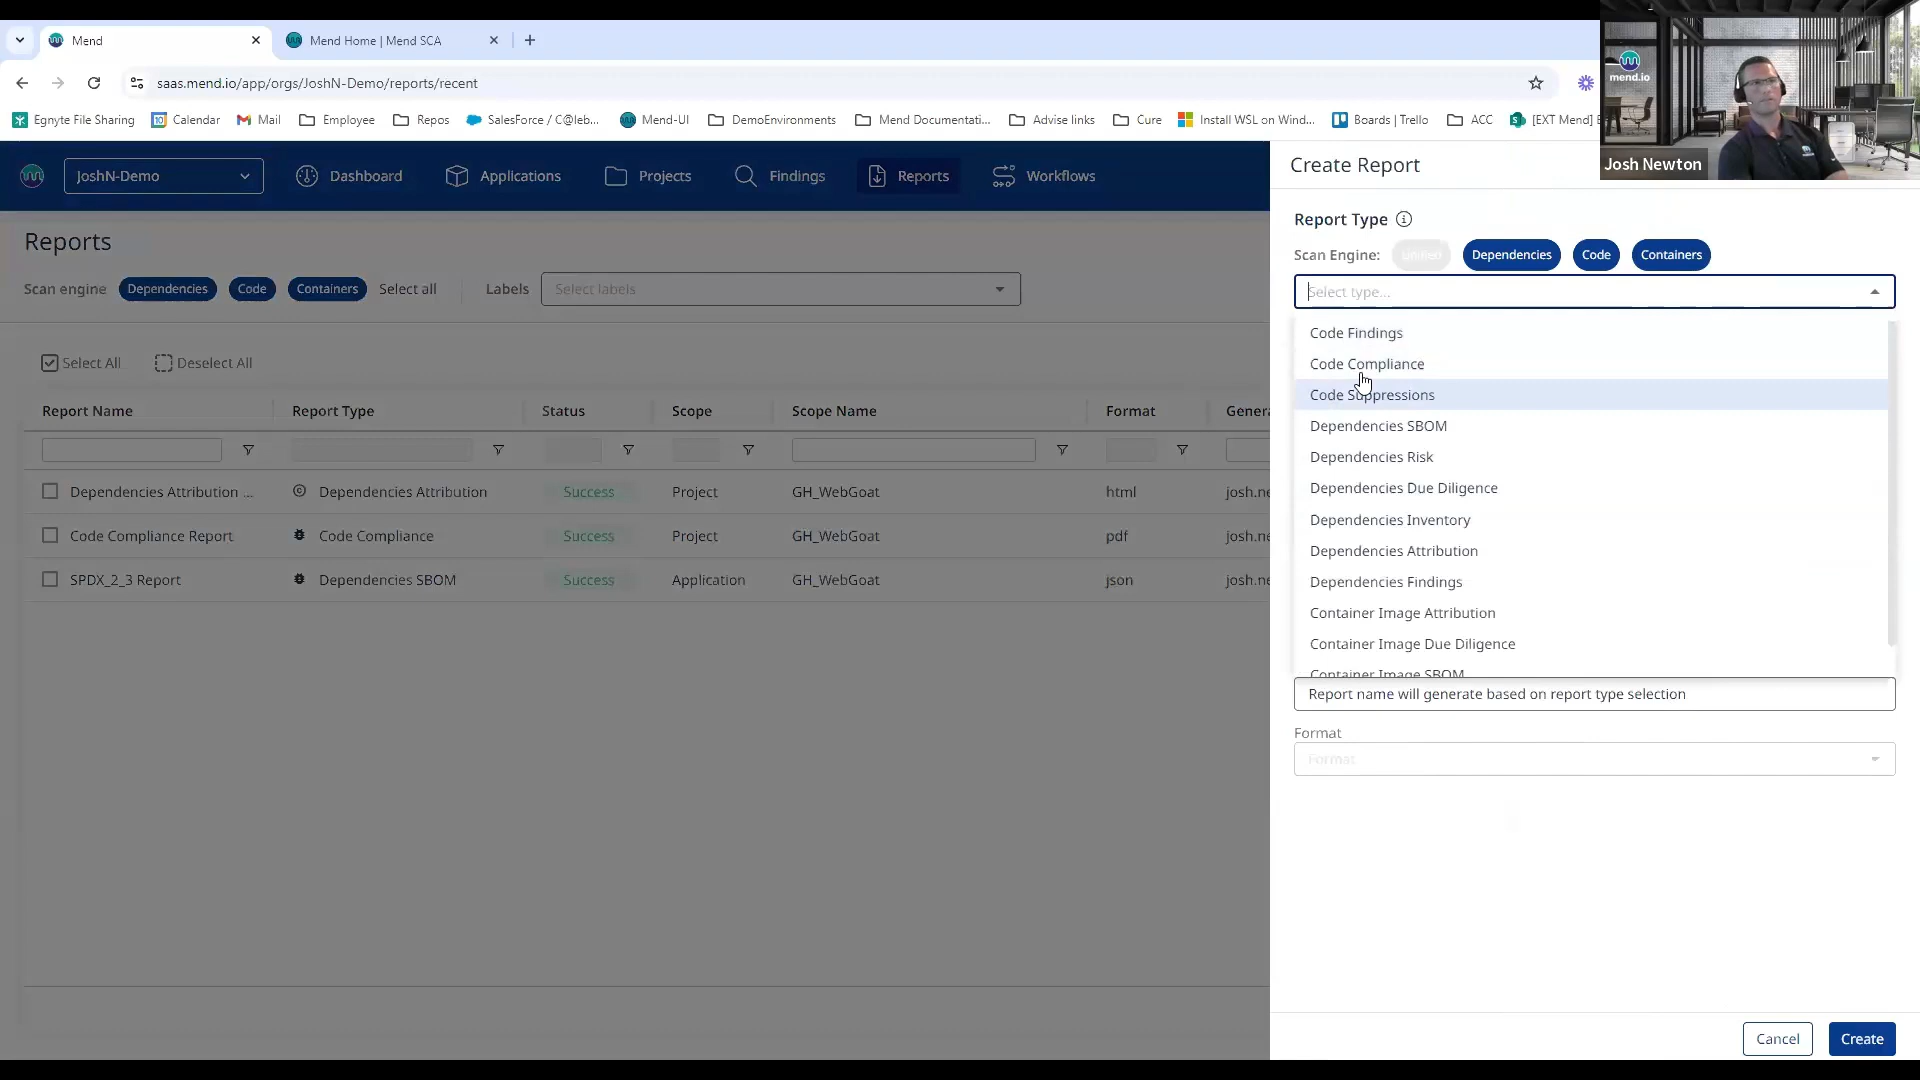 Mend
Mend Home | Mend SCA
saas.mend.io/app/orgs/JoshN-Demo/reports/recent
Egnyte File Sharing
Calendar
Mail
Employee
Repos
SalesForce / C@leb...
Mend-UI
DemoEnvironments
Mend Documentati...
Advise links
Cure
Install WSL on Wind...
Boards | Trello
ACC
[EXT Mend]
mend.io
Josh Newton
JoshN-Demo
Dashboard
Applications
Projects
Findings
Reports
Workflows
Reports
Scan engine
Dependencies
Code
Containers
Select all
Labels
Select labels
Select All
Deselect All
Report Name
Report Type
Status
Scope
Scope Name
Format
Genera
Dependencies Attribution ...
Dependencies Attribution
Success
Project
GH_WebGoat
html
josh.ne
Code Compliance Report
Code Compliance
Success
Project
GH_WebGoat
pdf
josh.ne
SPDX_2_3 Report
Dependencies SBOM
Success
Application
GH_WebGoat
json
josh.ne
Create Report
Report Type
Scan Engine:
Unified
Dependencies
Code
Containers
Select type...
Code Findings
Code Compliance
Code Suppressions
Dependencies SBOM
Dependencies Risk
Dependencies Due Diligence
Dependencies Inventory
Dependencies Attribution
Dependencies Findings
Container Image Attribution
Container Image Due Diligence
Container Image SBOM
Report name will generate based on report type selection
Format
Format
Cancel
Create